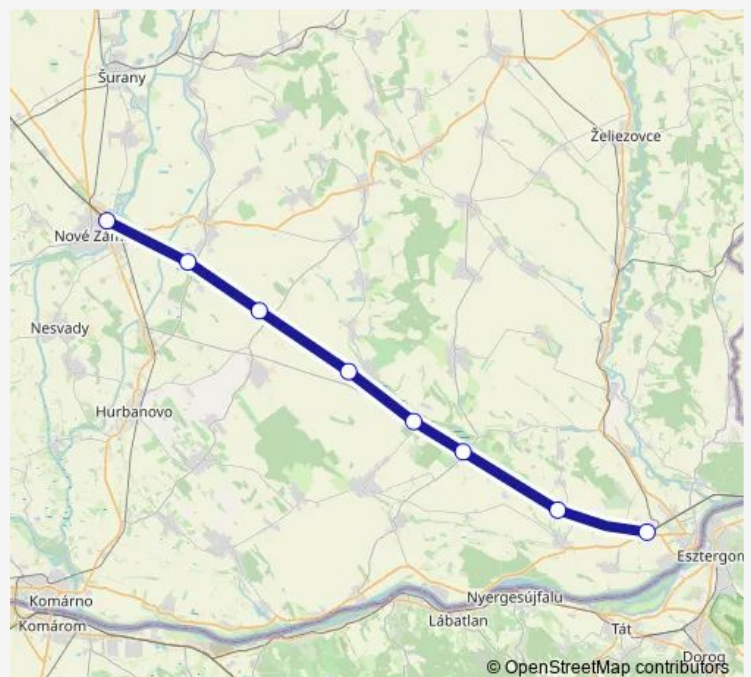 Šurany
Želiezovce
Nové Zám
Nesvady
Hurbanovo
Esztergom
Komárno
Nyergesújfalu
Komárom
Lábatlan
Tát
Dorog
© OpenStreetMap contributors